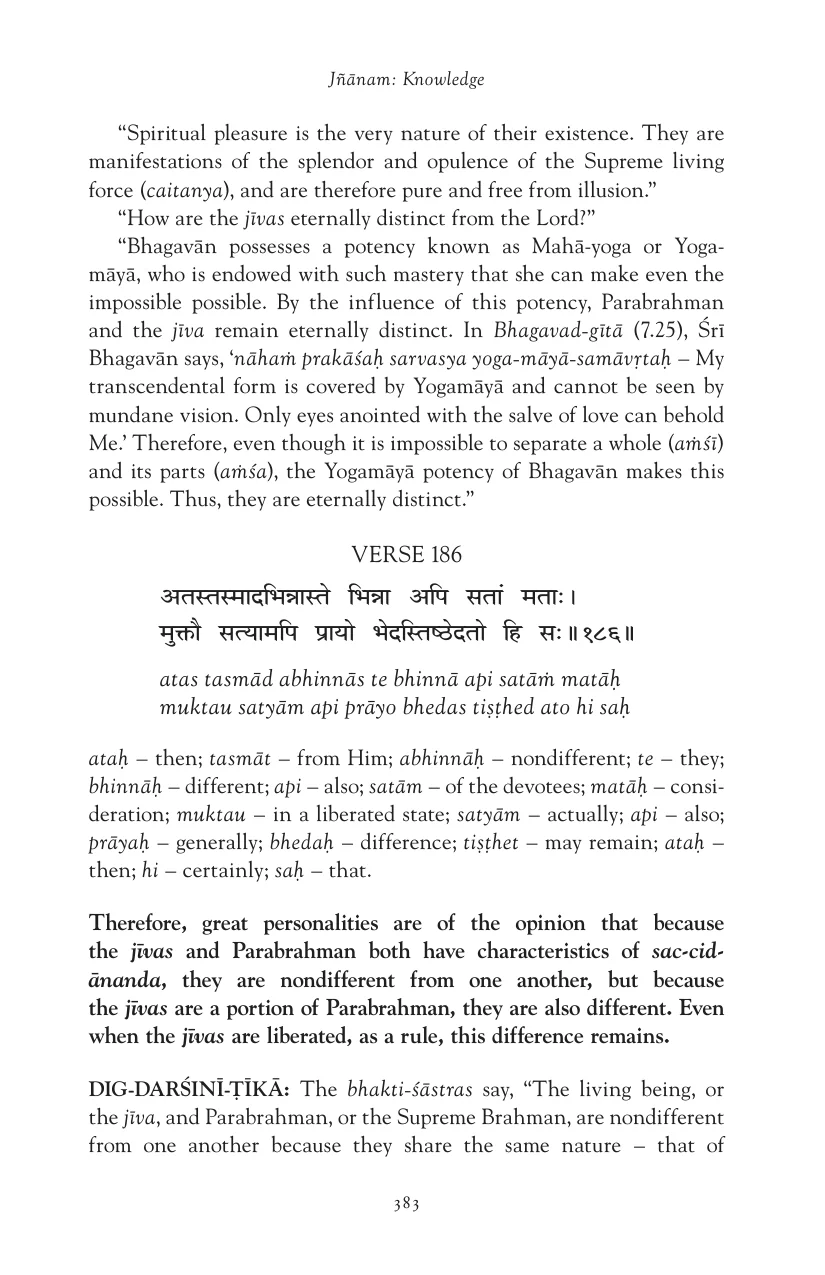 Jñānam: Knowledge
“Spiritual pleasure is the very nature of their existence. They are
manifestations of the splendor and opulence of the Supreme living
force (caitanya), and are therefore pure and free from illusion.”
“How are the jīvas eternally distinct from the Lord?”
“Bhagavān possesses a potency known as Mahā-yoga or Yoga-
māyā, who is endowed with such mastery that she can make even the
impossible possible. By the influence of this potency, Parabrahman
and the jīva remain eternally distinct. In Bhagavad-gītā (7.25), Śrī
Bhagavān says, ‘nāhaṁ prakāśaḥ sarvasya yoga-māyā-samāvṛtaḥ – My
transcendental form is covered by Yogamāyā and cannot be seen by
mundane vision. Only eyes anointed with the salve of love can behold
Me.’ Therefore, even though it is impossible to separate a whole (aṁśī)
and its parts (aṁśa), the Yogamāyā potency of Bhagavān makes this
possible. Thus, they are eternally distinct.”
VERSE 186
अतस्तस्मादभिन्नास्ते भिन्ना अपि सतां मताः।
मुक्तौ सत्यामपि प्रायो भेदस्तिष्ठेदतो हि सः॥१८६॥
atas tasmād abhinnās te bhinnā api satāṁ matāḥ
muktau satyām api prāyo bhedas tiṣṭhed ato hi saḥ
ataḥ – then; tasmāt – from Him; abhinnāḥ – nondifferent; te – they;
bhinnāḥ – different; api – also; satām – of the devotees; matāḥ – consi-
deration; muktau – in a liberated state; satyām – actually; api – also;
prāyaḥ – generally; bhedaḥ – difference; tiṣṭhet – may remain; ataḥ –
then; hi – certainly; saḥ – that.
Therefore, great personalities are of the opinion that because
the jīvas and Parabrahman both have characteristics of sac-cid-
ānanda, they are nondifferent from one another, but because
the jīvas are a portion of Parabrahman, they are also different. Even
when the jīvas are liberated, as a rule, this difference remains.
DIG-DARŚINĪ-ṬĪKĀ: The bhakti-śāstras say, “The living being, or
the jīva, and Parabrahman, or the Supreme Brahman, are nondifferent
from one another because they share the same nature – that of
383